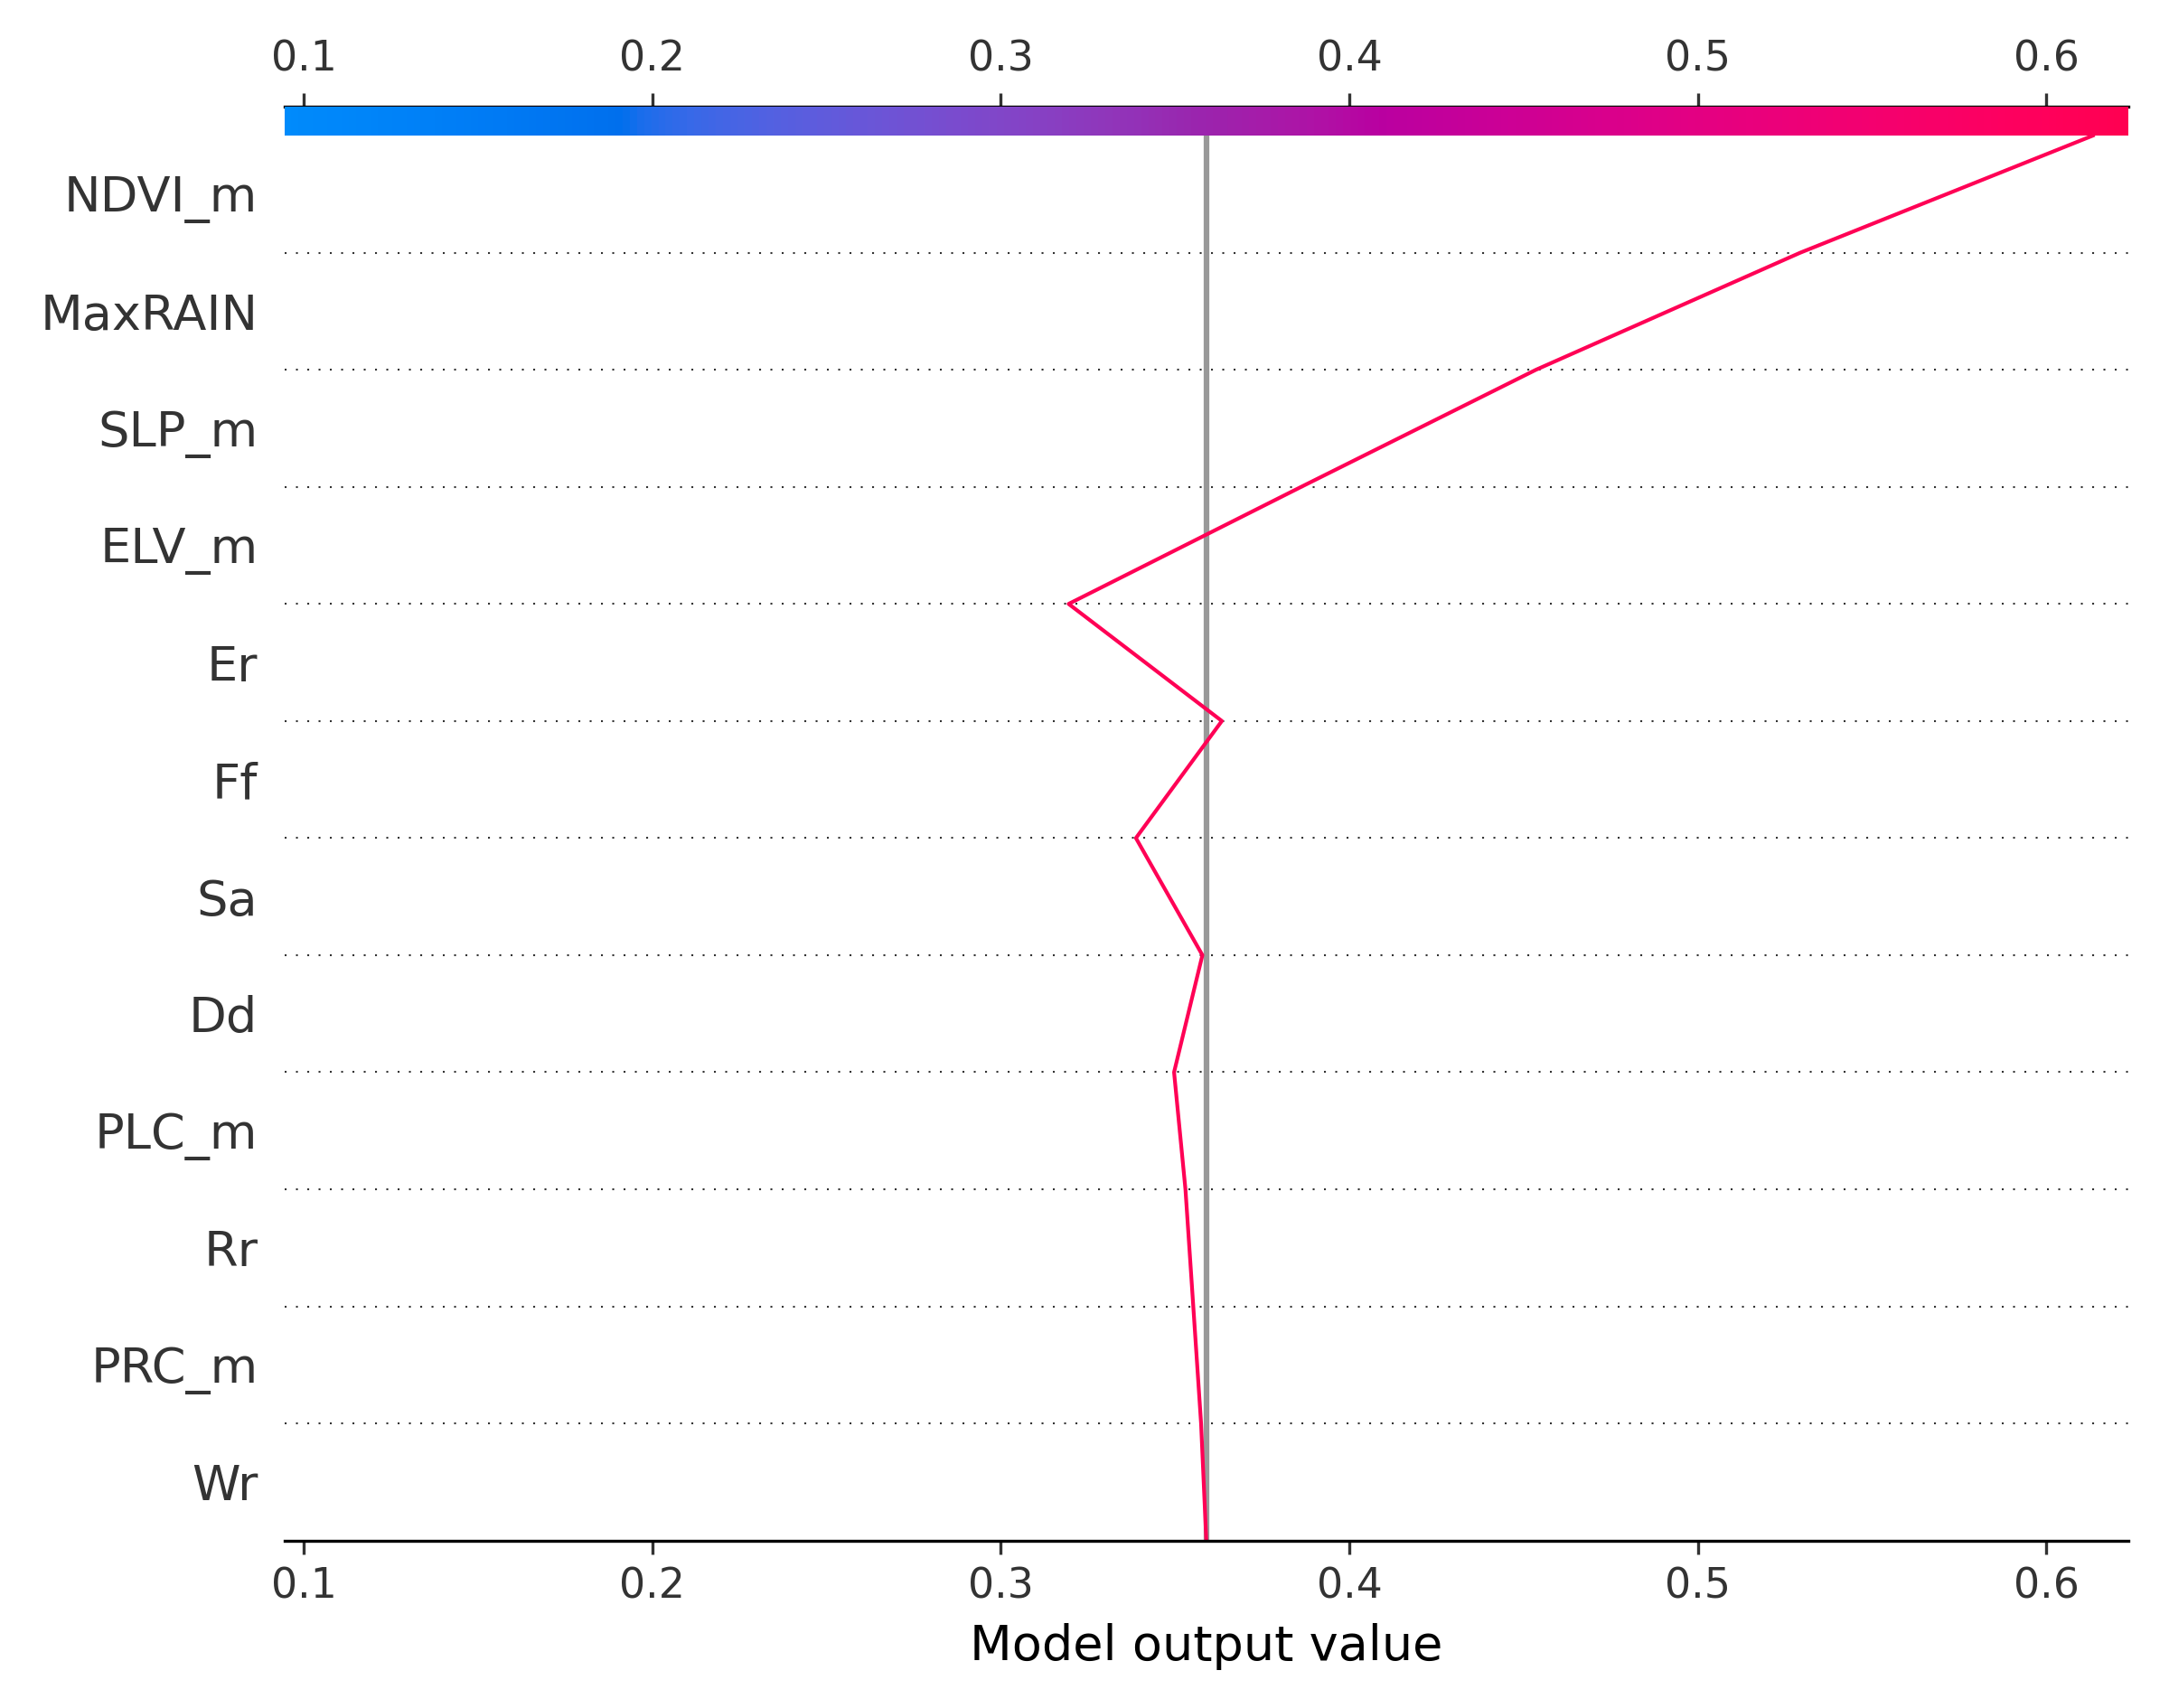 0.1 0.2 0.3 0.4 0.5 0.6
NDVI_m
MaxRAIN
SLP_m
ELV_m
Er
Ff
Sa
Dd
PLC_m
Rr
PRC_m
Wr
0.1 0.2 0.3 0.4 0.5 0.6
Model output value